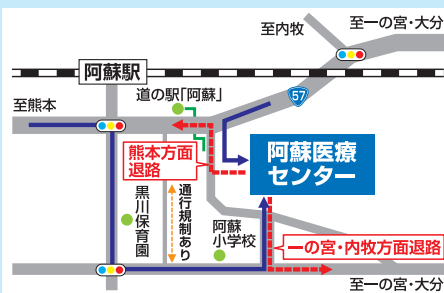 至内牧
至一の宮・大分
阿蘇駅
至熊本
道の駅「阿蘇」
57
熊本方面
退路
阿蘇医療
センター
黒川保育園
通行規制あり
阿蘇
小学校
一の宮・内牧方面退路
至一の宮・大分